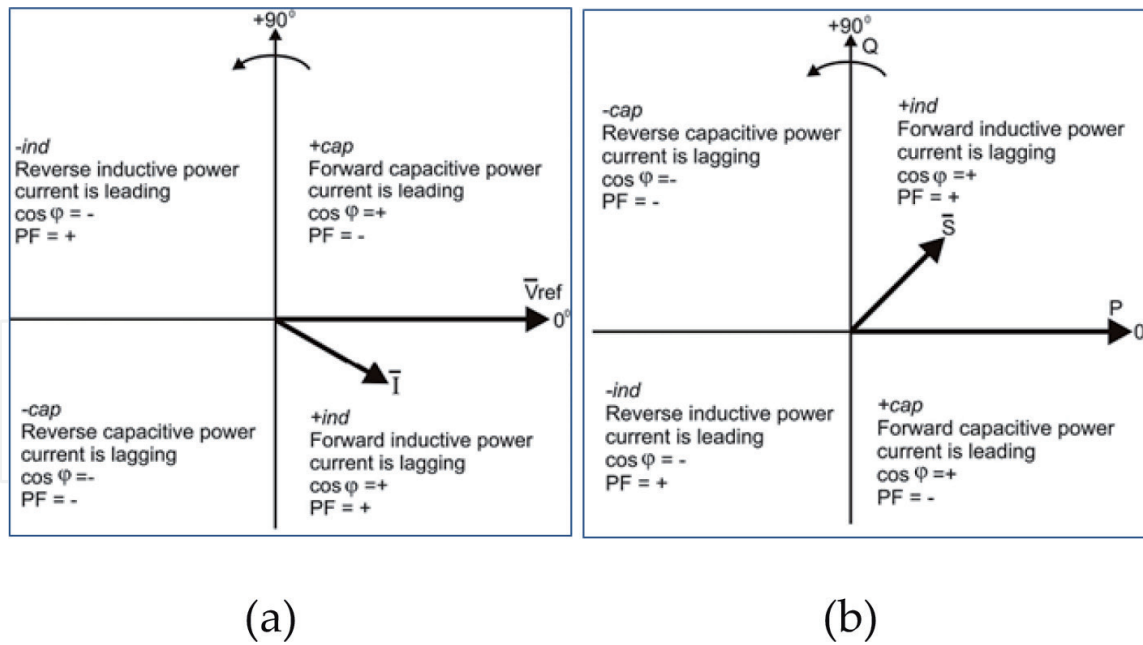 +90°
-ind
Reverse inductive power
current is leading
cos φ = -
PF = +
+cap
Forward capacitive power
current is leading
cos φ =+
PF = -
V̅ref
0°
I̅
-cap
Reverse capacitive power
current is lagging
cos φ =-
PF = -
+ind
Forward inductive power
current is lagging
cos φ =+
PF = +
(a)
+90°
Q
-cap
Reverse capacitive power
current is lagging
cos φ =-
PF = -
+ind
Forward inductive power
current is lagging
cos φ =+
PF = +
S̅
P
0
-ind
Reverse inductive power
current is leading
cos φ = -
PF = +
+cap
Forward capacitive power
current is leading
cos φ =+
PF = -
(b)